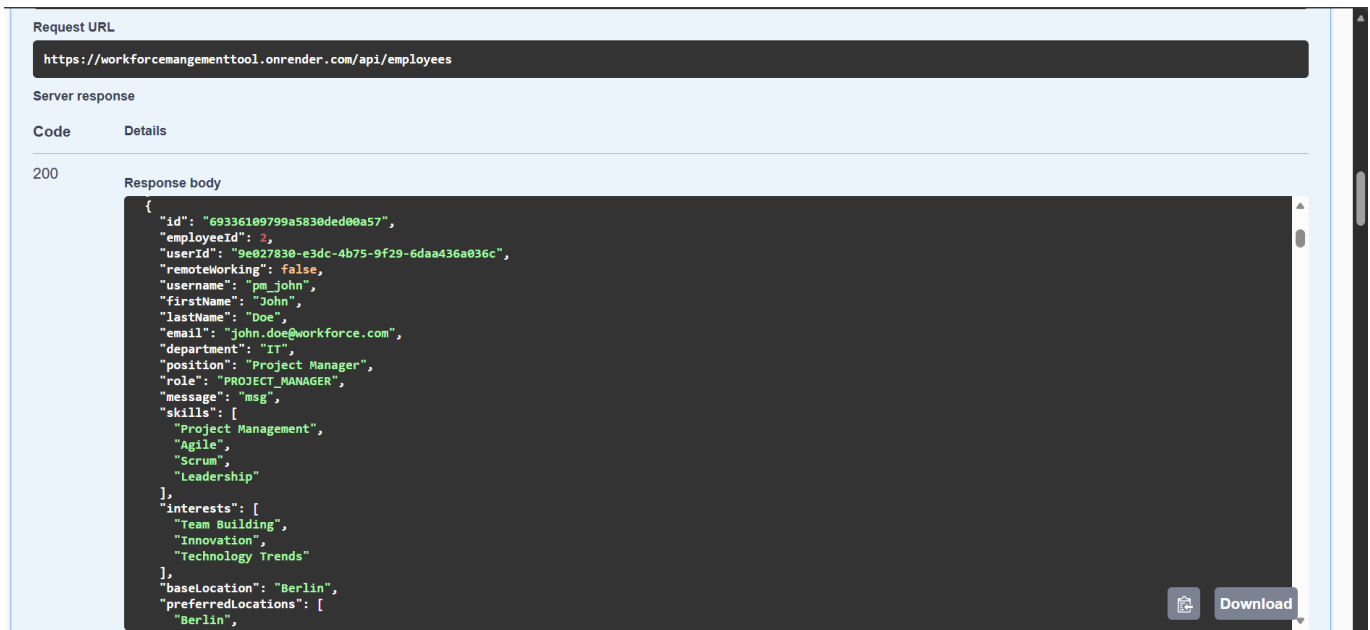 Request URL
https://workforcemangementtool.onrender.com/api/employees
Server response
Code Details
200
Response body
{
"id": "69336109799a5830ded00a57",
"employeeId": 2,
"userId": "9e027830-e3dc-4b75-9f29-6daa436a036c",
"remoteWorking": false,
"username": "pm_john",
"firstName": "John",
"lastName": "Doe",
"email": "john.doe@workforce.com",
"department": "IT",
"position": "Project Manager",
"role": "PROJECT_MANAGER",
"message": "msg",
"skills": [
"Project Management",
"Agile",
"Scrum",
"Leadership"
],
"interests": [
"Team Building",
"Innovation",
"Technology Trends"
],
"baseLocation": "Berlin",
"preferredLocations": [
"Berlin",
Download